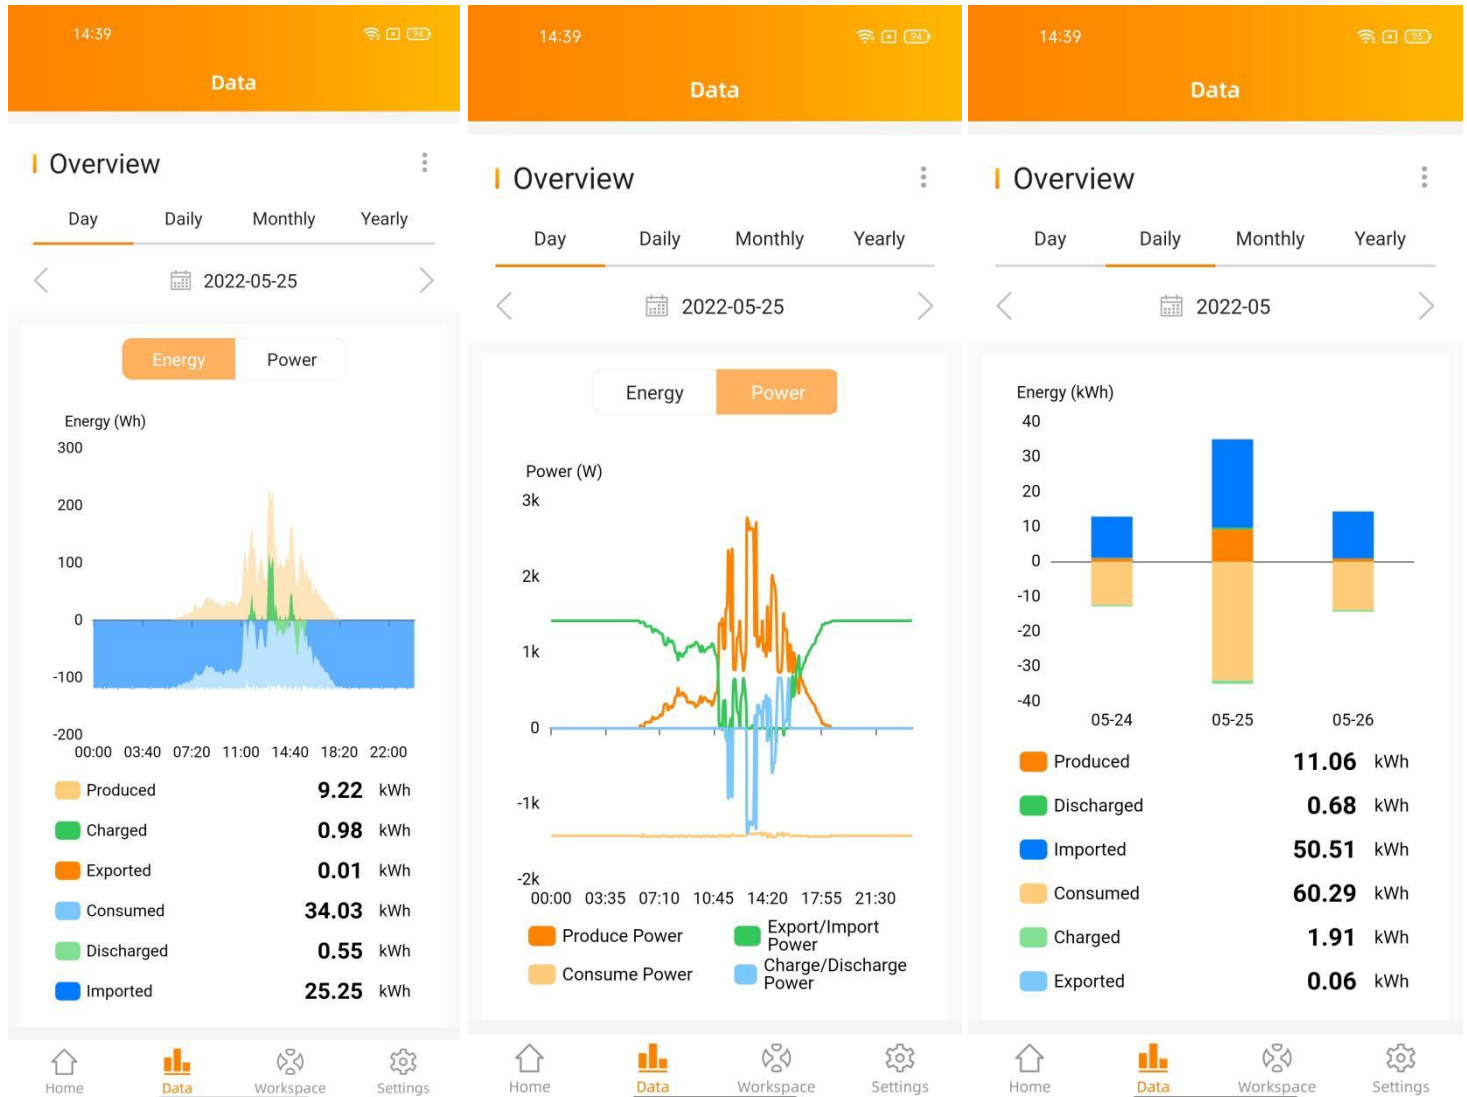 14:39
94
Data
Overview
Day Daily Monthly Yearly
2022-05-25
Energy Power
Energy (Wh)
300
200
100
0
-100
-200
00:00 03:40 07:20 11:00 14:40 18:20 22:00
Produced 9.22 kWh
Charged 0.98 kWh
Exported 0.01 kWh
Consumed 34.03 kWh
Discharged 0.55 kWh
Imported 25.25 kWh
Home Data Workspace Settings
14:39
94
Data
Overview
Day Daily Monthly Yearly
2022-05-25
Energy Power
Power (W)
3k
2k
1k
0
-1k
-2k
00:00 03:35 07:10 10:45 14:20 17:55 21:30
Produce Power
Export/Import
Power
Consume Power
Charge/Discharge
Power
Home Data Workspace Settings
14:39
93
Data
Overview
Day Daily Monthly Yearly
2022-05
Energy (kWh)
40
30
20
10
0
-10
-20
-30
-40
05-24 05-25 05-26
Produced 11.06 kWh
Discharged 0.68 kWh
Imported 50.51 kWh
Consumed 60.29 kWh
Charged 1.91 kWh
Exported 0.06 kWh
Home Data Workspace Settings